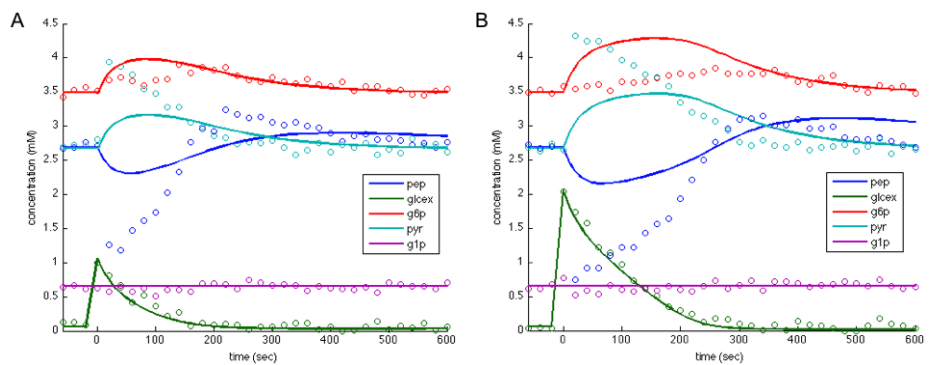 A
4.5
4
3.5
3
2.5
2
1.5
1
0.5
0
concentration (mM)
0 100 200 300 400 500 600
time (sec)
pep
glcex
g6p
pyr
g1p
B
4.5
4
3.5
3
2.5
2
1.5
1
0.5
0
concentration (mM)
0 100 200 300 400 500 600
time (sec)
pep
glcex
g6p
pyr
g1p